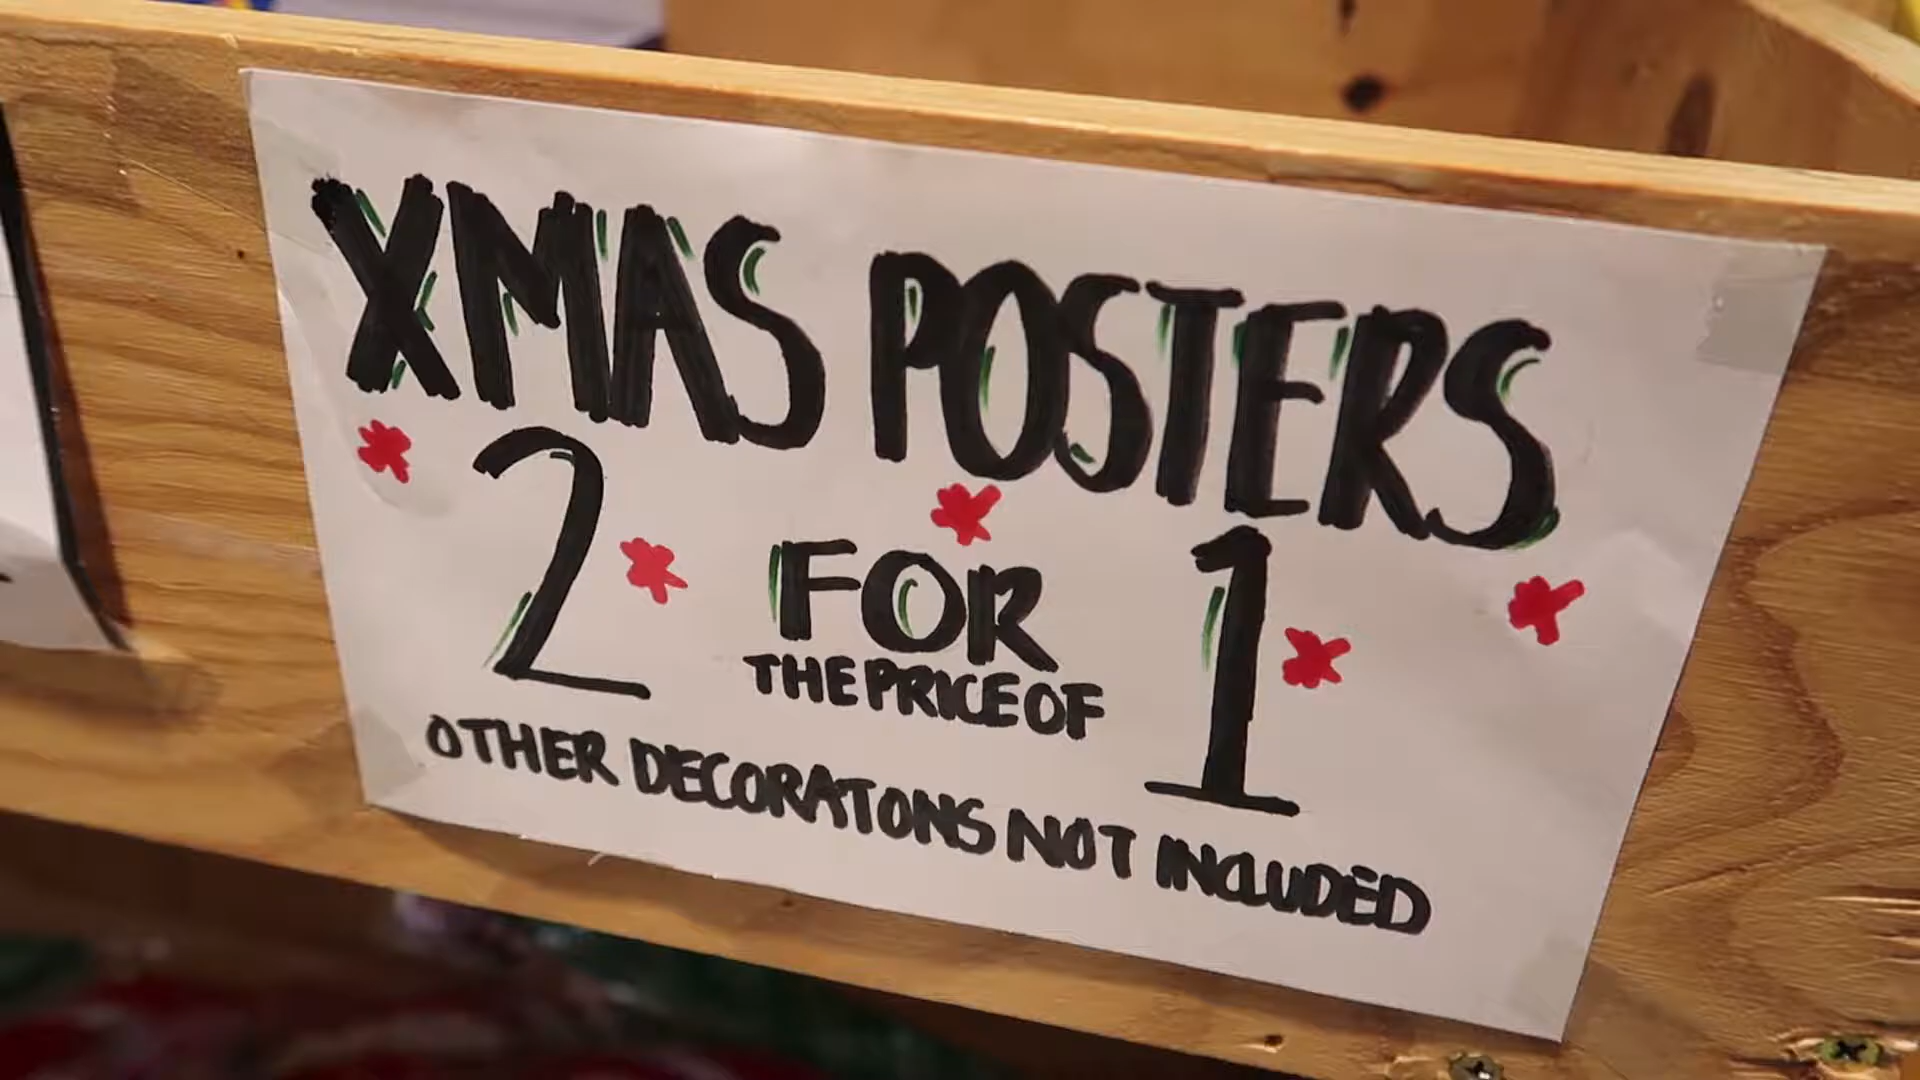 XMAS POSTERS
2 FOR 1
THE PRICE OF
OTHER DECORATONS NOT INCLUDED